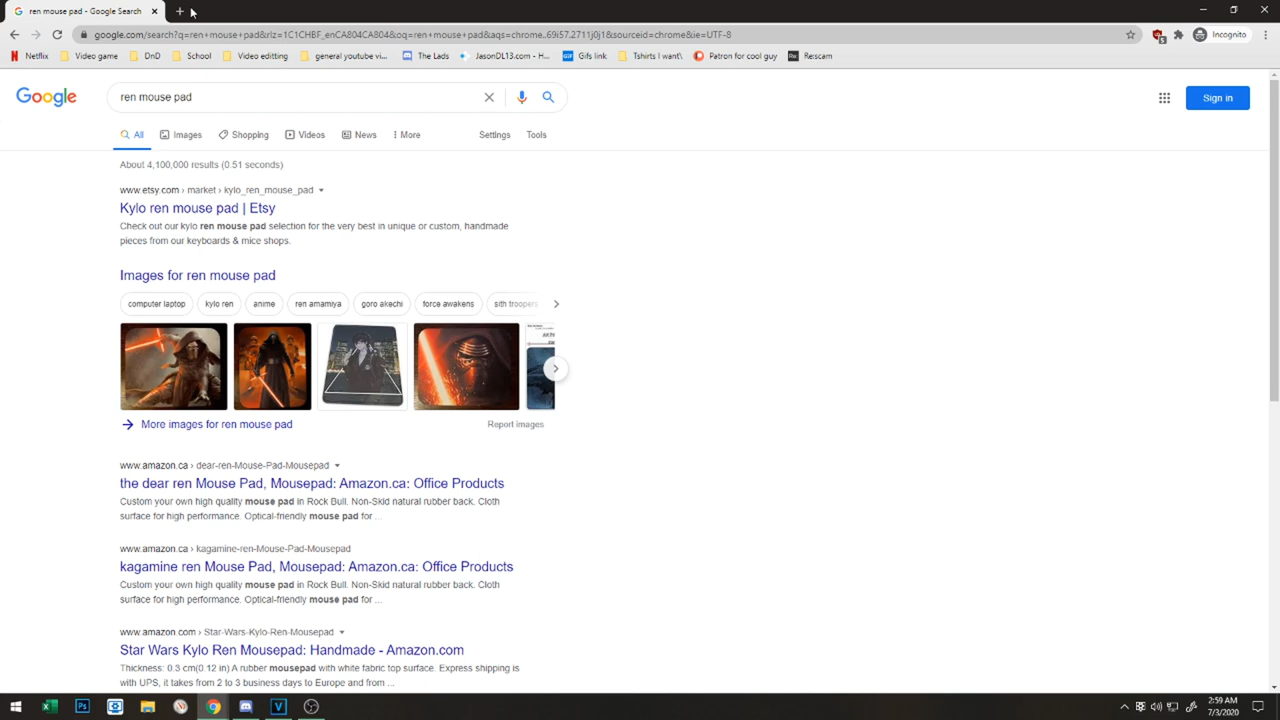 ren mouse pad - Google Search
google.com/search?q=ren+mouse+pad&rlz=1C1CHBF_enCA804CA804&oq=ren+mouse+pad&aqs=chrome..69i57.2711j0j1&sourceid=chrome&ie=UTF-8
Incognito
Netflix Video game DnD School Video editting general youtube vi... The Lads JasonDL13.com - H... Gifs link Tshirts I want\ Patron for cool guy Rescam
Google ren mouse pad Sign in
All Images Shopping Videos News More Settings Tools
About 4,100,000 results (0.51 seconds)
www.etsy.com › market › kylo_ren_mouse_pad
Kylo ren mouse pad | Etsy
Check out our kylo ren mouse pad selection for the very best in unique or custom, handmade
pieces from our keyboards & mice shops.
Images for ren mouse pad
computer laptop kylo ren anime ren amamiya goro akechi force awakens sith troopers
More images for ren mouse pad Report images
www.amazon.ca › dear-ren-Mouse-Pad-Mousepad
the dear ren Mouse Pad, Mousepad: Amazon.ca: Office Products
Custom your own high quality mouse pad in Rock Bull. Non-Skid natural rubber back. Cloth
surface for high performance. Optical-friendly mouse pad for ...
www.amazon.ca › kagamine-ren-Mouse-Pad-Mousepad
kagamine ren Mouse Pad, Mousepad: Amazon.ca: Office Products
Custom your own high quality mouse pad in Rock Bull. Non-Skid natural rubber back. Cloth
surface for high performance. Optical-friendly mouse pad for ...
www.amazon.com › Star-Wars-Kylo-Ren-Mousepad
Star Wars Kylo Ren Mousepad: Handmade - Amazon.com
Thickness: 0.3 cm(0.12 in) A rubber mousepad with white fabric top surface. Express shipping is
with UPS, it takes from 2 to 3 business days to Europe and from ...
2:59 AM
7/3/2020